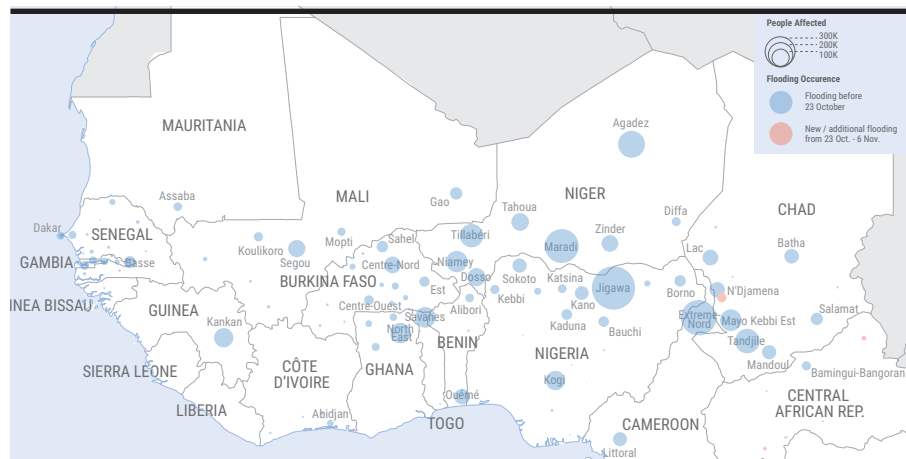 People Affected
300K
200K
100K
Flooding Occurence
Flooding before
23 October
New / additional flooding
from 23 Oct. - 6 Nov.
MAURITANIA
Agadez
Assaba
MALI
Gao
NIGER
Tahoua
Diffa
CHAD
Dakar
SENEGAL
Mopti
Sahel
Tillabéri
Maradi
Zinder
Lac
Batha
GAMBIA
Basse
Koulikoro
Segou
Centre-Nord
Niamey
Dosso
Sokoto
Katsina
Jigawa
BURKINA FASO
Est
Kebbi
Kano
Borno
N'Djamena
INEA BISSAU
GUINEA
Centre-Ouest
Alibori
Kaduna
Bauchi
Extreme
Nord
Mayo Kebbi Est
Salamat
Kankan
Savanes
North
East
BENIN
NIGERIA
Tandjile
Mandoul
SIERRA LEONE
CÔTE
D'IVOIRE
GHANA
Kogi
Bamingui-Bangoran
LIBERIA
Abidjan
Ouémé
TOGO
CAMEROON
CENTRAL
AFRICAN REP.
Littoral